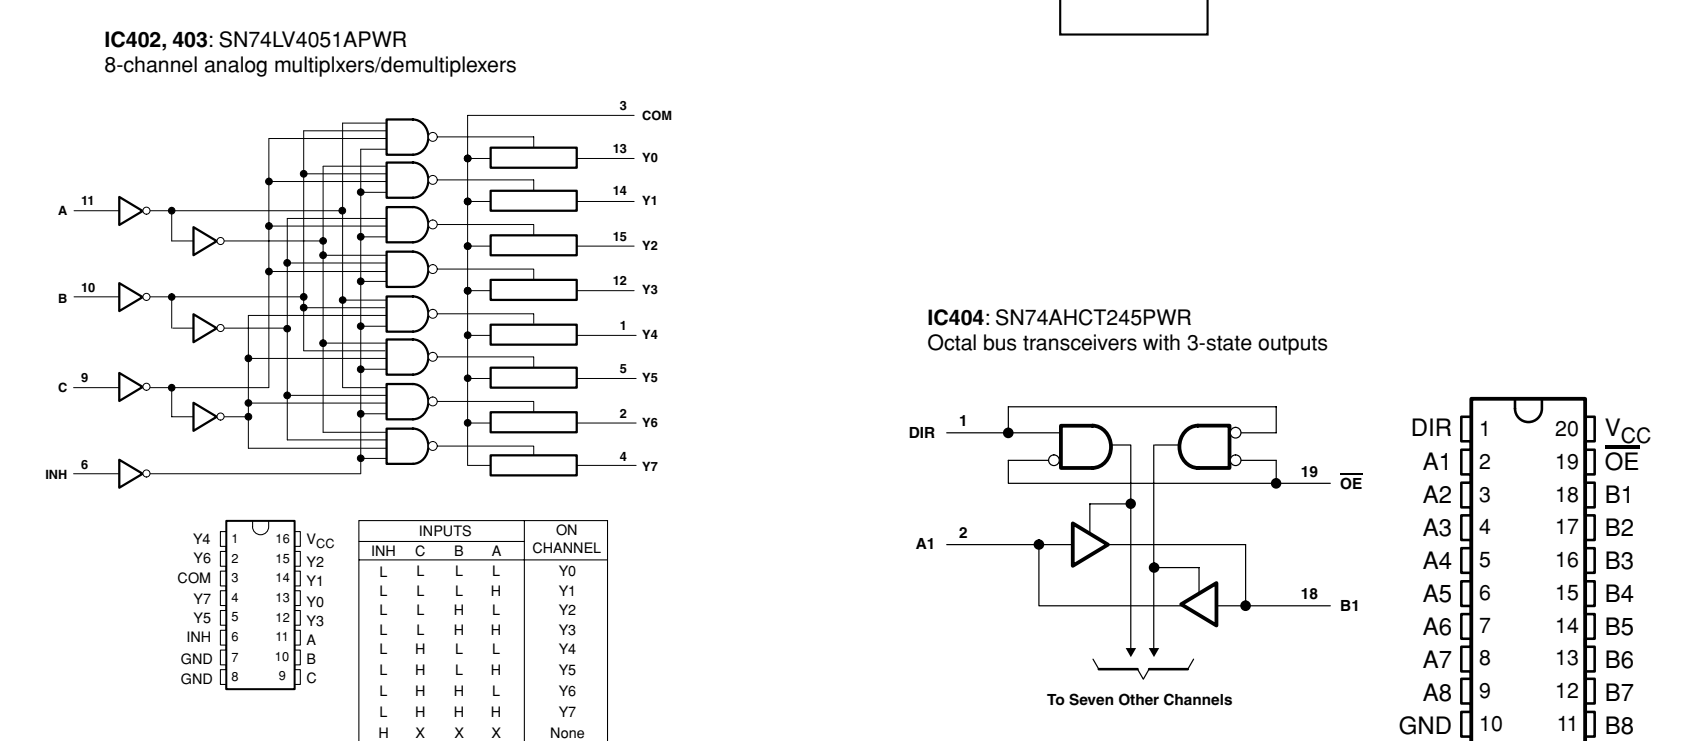 IC402, 403: SN74LV4051APWR
8-channel analog multiplxers/demultiplexers
3 COM
13 Y0
14 Y1
A 11
15 Y2
B 10
12 Y3
1 Y4
C 9
5 Y5
2 Y6
INH 6
4 Y7
Y4 1 16 VCC
Y6 2 15 Y2
COM 3 14 Y1
Y7 4 13 Y0
Y5 5 12 Y3
INH 6 11 A
GND 7 10 B
GND 8 9 C
INPUTS ON CHANNEL
INH C B A
L L L L Y0
L L L H Y1
L L H L Y2
L L H H Y3
L H L L Y4
L H L H Y5
L H H L Y6
L H H H Y7
H X X X None
IC404: SN74AHCT245PWR
Octal bus transceivers with 3-state outputs
DIR 1
19 OE
A1 2
18 B1
To Seven Other Channels
DIR 1 20 VCC
A1 2 19 OE
A2 3 18 B1
A3 4 17 B2
A4 5 16 B3
A5 6 15 B4
A6 7 14 B5
A7 8 13 B6
A8 9 12 B7
GND 10 11 B8